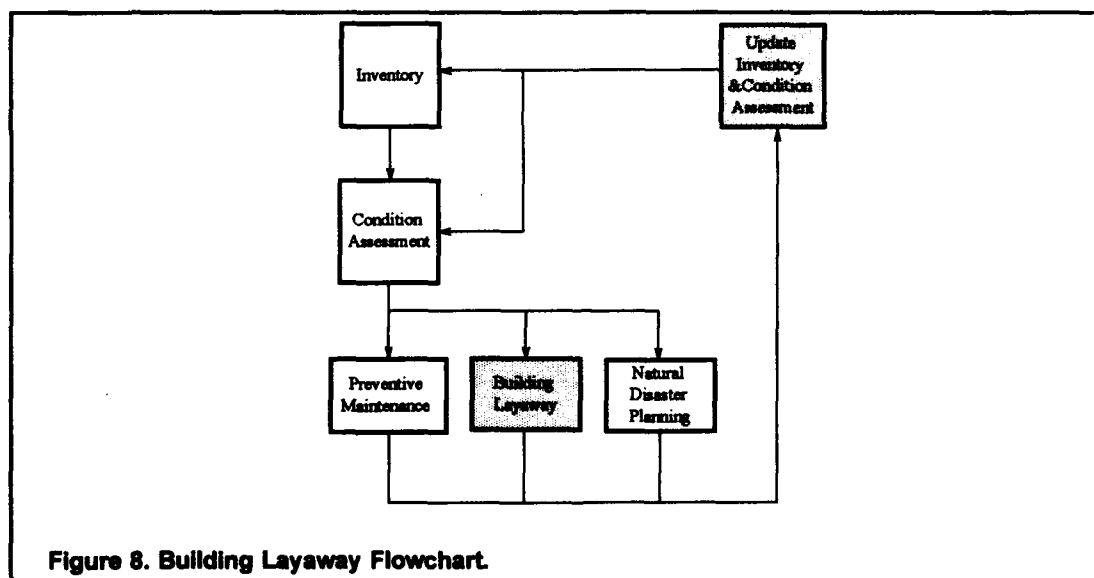 Inventory
Update
Inventory
&Condition
Assessment
Condition
Assessment
Preventive
Maintenance
Building
Layaway
Natural
Disaster
Planning
Figure 8. Building Layaway Flowchart.